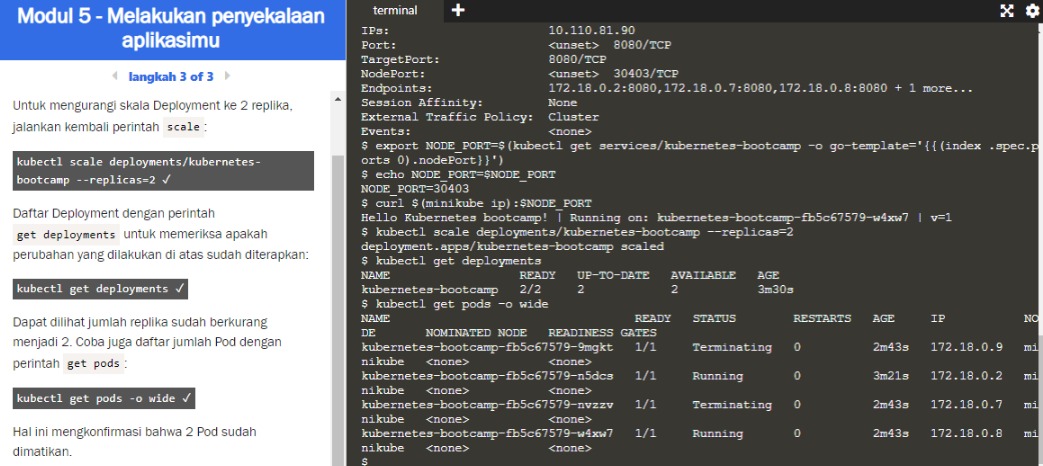 Modul 5 - Melakukan penyekalaan
aplikasimu
langkah 3 of 3
Untuk mengurangi skala Deployment ke 2 replika,
jalankan kembali perintah scale :
kubectl scale deployments/kubernetes-
bootcamp --replicas=2 ✓
Daftar Deployment dengan perintah
get deployments untuk memeriksa apakah
perubahan yang dilakukan di atas sudah diterapkan:
kubectl get deployments ✓
Dapat dilihat jumlah replika sudah berkurang
menjadi 2. Coba juga daftar jumlah Pod dengan
perintah get pods :
kubectl get pods -o wide ✓
Hal ini mengkonfirmasi bahwa 2 Pod sudah
dimatikan.
terminal +
IPs: 10.110.81.90
Port: <unset> 8080/TCP
TargetPort: 8080/TCP
NodePort: <unset> 30403/TCP
Endpoints: 172.18.0.2:8080,172.18.0.7:8080,172.18.0.8:8080 + 1 more...
Session Affinity: None
External Traffic Policy: Cluster
Events: <none>
$ export NODE_PORT=$(kubectl get services/kubernetes-bootcamp -o go-template='{{(index .spec.p
orts 0).nodePort}}')
$ echo NODE_PORT=$NODE_PORT
NODE_PORT=30403
$ curl $(minikube ip):$NODE_PORT
Hello Kubernetes bootcamp! | Running on: kubernetes-bootcamp-fb5c67579-w4xw7 | v=1
$ kubectl scale deployments/kubernetes-bootcamp --replicas=2
deployment.apps/kubernetes-bootcamp scaled
$ kubectl get deployments
NAME READY UP-TO-DATE AVAILABLE AGE
kubernetes-bootcamp 2/2 2 2 3m30s
$ kubectl get pods -o wide
NAME READY STATUS RESTARTS AGE IP NO
DE NOMINATED NODE READINESS GATES
kubernetes-bootcamp-fb5c67579-9mgkt 1/1 Terminating 0 2m43s 172.18.0.9 mi
nikube <none> <none>
kubernetes-bootcamp-fb5c67579-n5dcs 1/1 Running 0 3m21s 172.18.0.2 mi
nikube <none> <none>
kubernetes-bootcamp-fb5c67579-nvzzv 1/1 Terminating 0 2m43s 172.18.0.7 mi
nikube <none> <none>
kubernetes-bootcamp-fb5c67579-w4xw7 1/1 Running 0 2m43s 172.18.0.8 mi
nikube <none> <none>
$